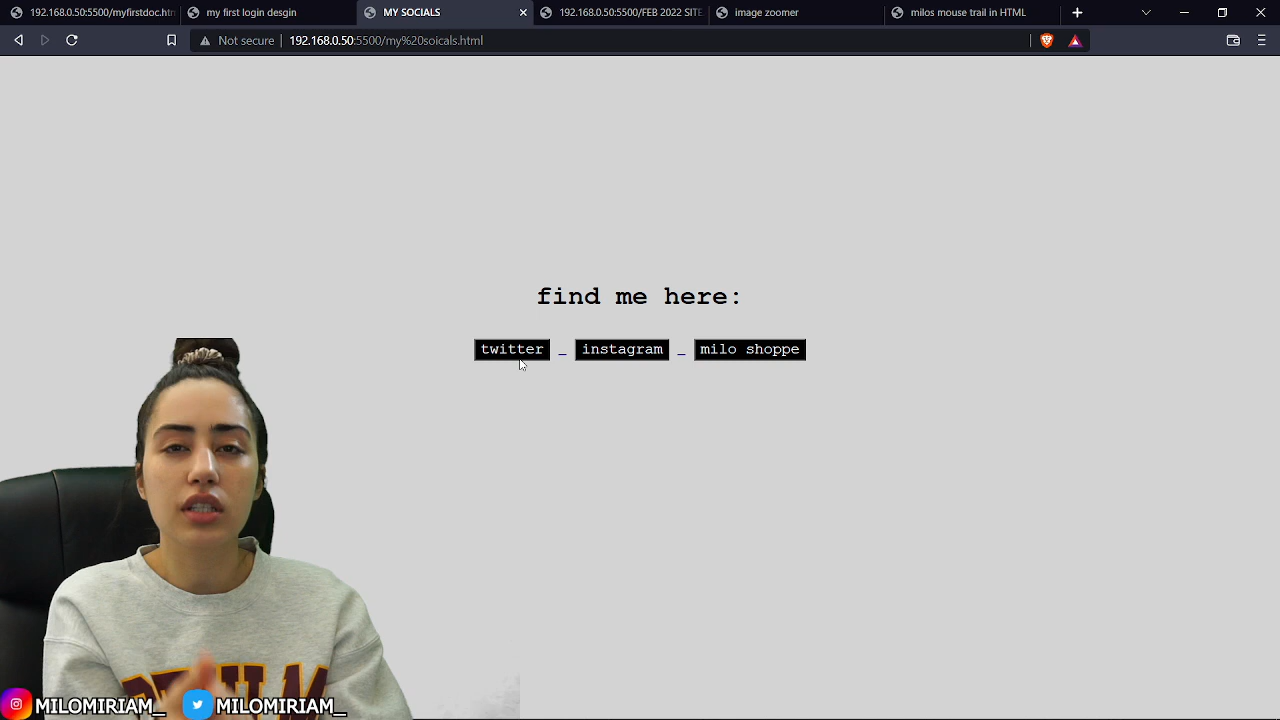 192.168.0.50:5500/myfirstdoc.htm
my first login desgin
MY SOCIALS
192.168.0.50:5500/FEB 2022 SITE
image zoomer
milos mouse trail in HTML
Not secure
192.168.0.50:5500/my%20soicals.html
find me here:
twitter _ instagram _ milo shoppe
MILOMIRIAM_ MILOMIRIAM_